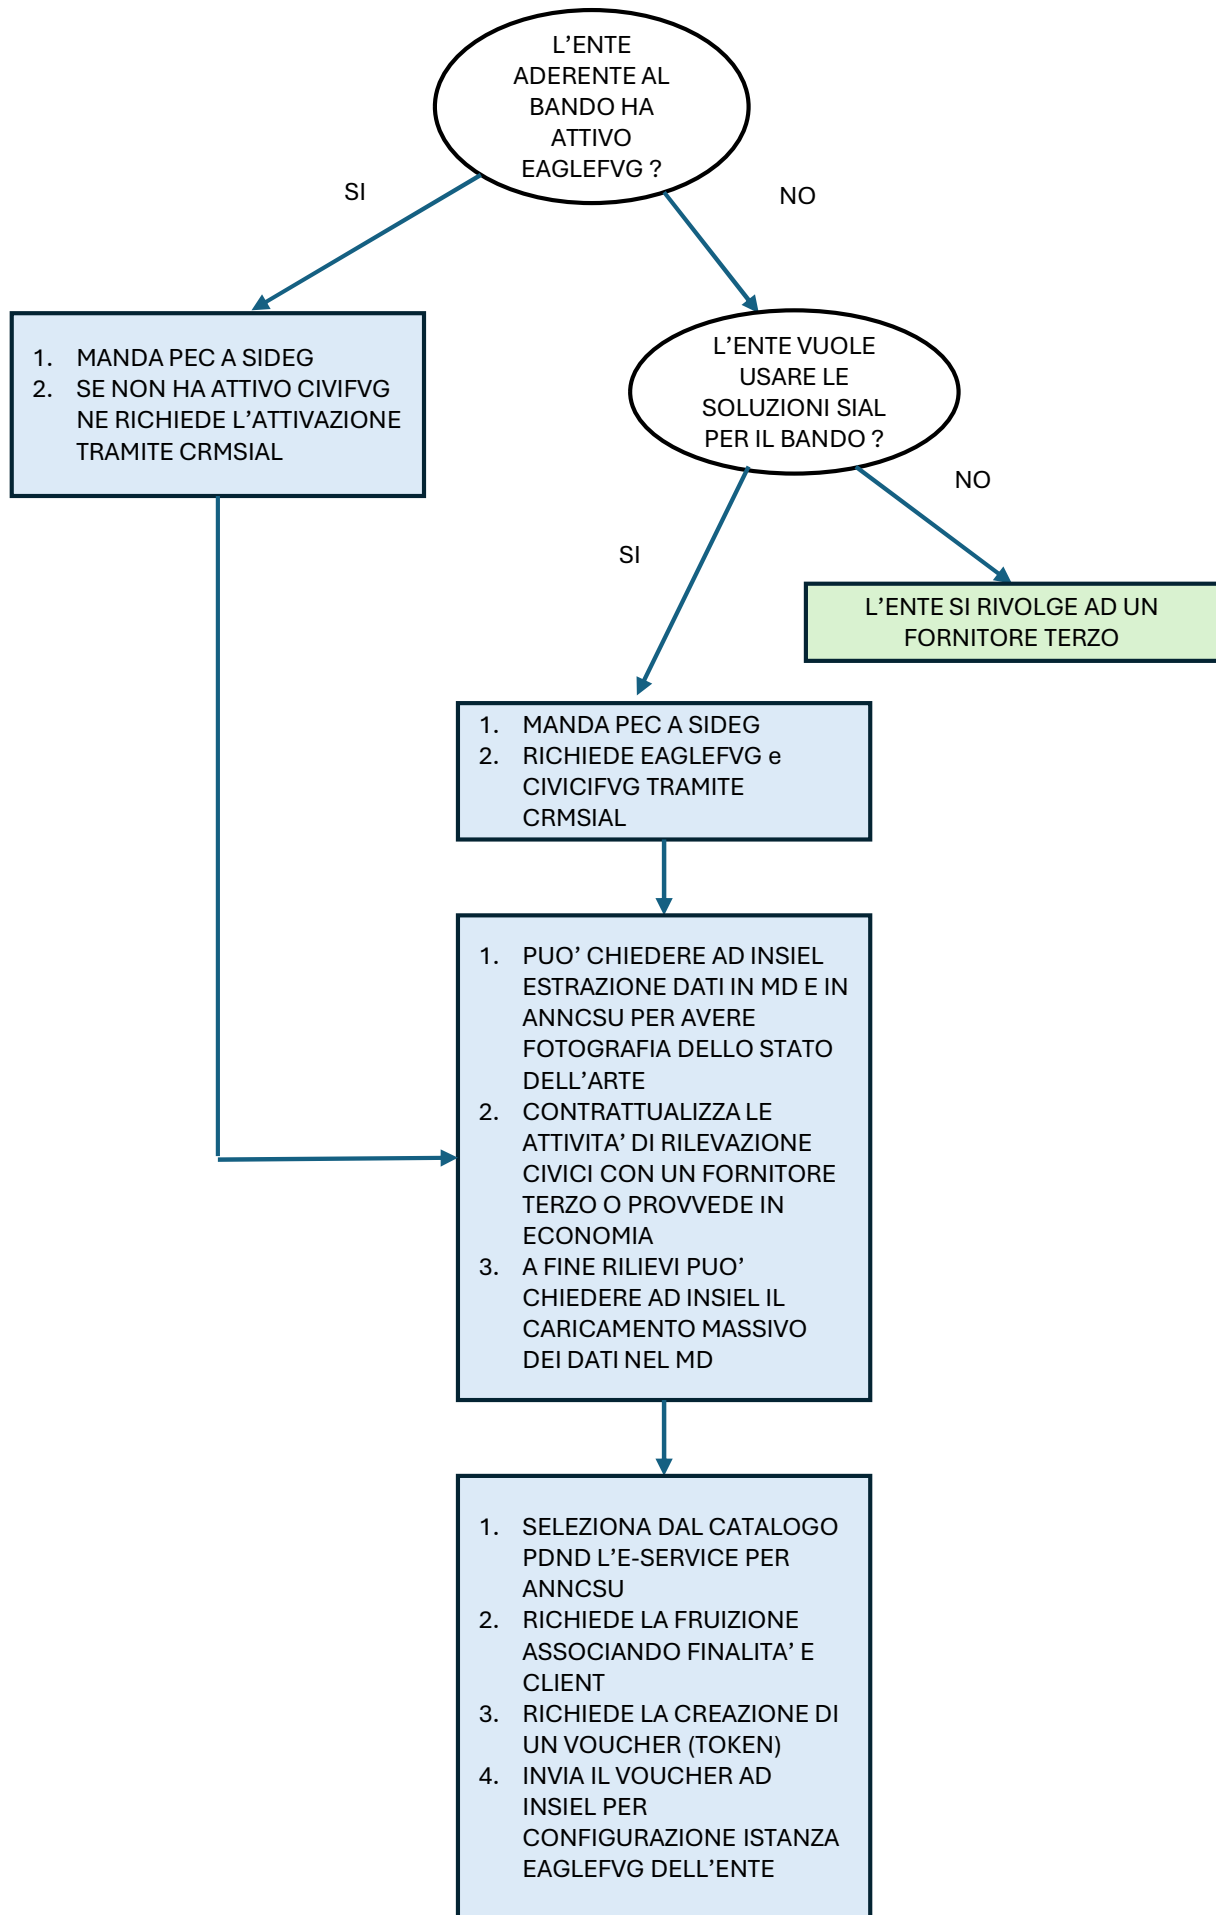 L’ENTE
ADERENTE AL
BANDO HA
ATTIVO
EAGLEFVG ?
SI
NO
1. MANDA PEC A SIDEG
2. SE NON HA ATTIVO CIVIFVG
NE RICHIEDE L’ATTIVAZIONE
TRAMITE CRMSIAL
L’ENTE VUOLE
USARE LE
SOLUZIONI SIAL
PER IL BANDO ?
NO
SI
L’ENTE SI RIVOLGE AD UN
FORNITORE TERZO
1. MANDA PEC A SIDEG
2. RICHIEDE EAGLEFVG e
CIVICIFVG TRAMITE
CRMSIAL
1. PUO’ CHIEDERE AD INSIEL
ESTRAZIONE DATI IN MD E IN
ANNCSU PER AVERE
FOTOGRAFIA DELLO STATO
DELL’ARTE
2. CONTRATTUALIZZA LE
ATTIVITA’ DI RILEVAZIONE
CIVICI CON UN FORNITORE
TERZO O PROVVEDE IN
ECONOMIA
3. A FINE RILIEVI PUO’
CHIEDERE AD INSIEL IL
CARICAMENTO MASSIVO
DEI DATI NEL MD
1. SELEZIONA DAL CATALOGO
PDND L’E-SERVICE PER
ANNCSU
2. RICHIEDE LA FRUIZIONE
ASSOCIANDO FINALITA’ E
CLIENT
3. RICHIEDE LA CREAZIONE DI
UN VOUCHER (TOKEN)
4. INVIA IL VOUCHER AD
INSIEL PER
CONFIGURAZIONE ISTANZA
EAGLEFVG DELL’ENTE